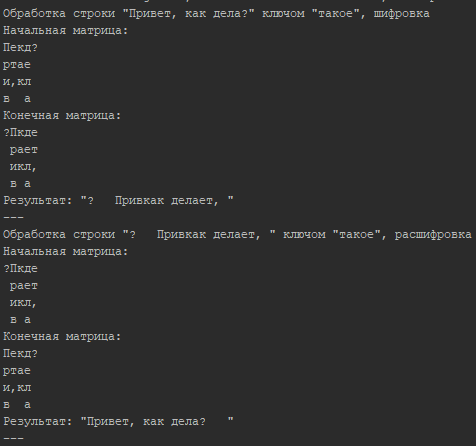 Обработка строки "Привет, как дела?" ключом "такое", шифровка
Начальная матрица:
Пекд?
ртае
и,кл
в  а
Конечная матрица:
?Пкде
 рает
 икл,
 в а
Результат: "?   Привкак делает, "
---
Обработка строки "?   Привкак делает, " ключом "такое", расшифровка
Начальная матрица:
?Пкде
 рает
 икл,
 в а
Конечная матрица:
Пекд?
ртае
и,кл
в  а
Результат: "Привет, как дела?   "
---